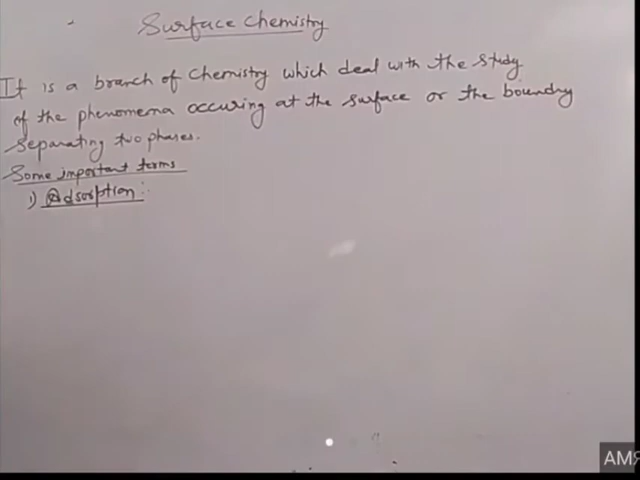 Surface Chemistry
It is a branch of Chemistry which deal with the study
of the phenomena occuring at the surface or the boundry
separating two phases.
Some important terms
1) Adsorption:
AM